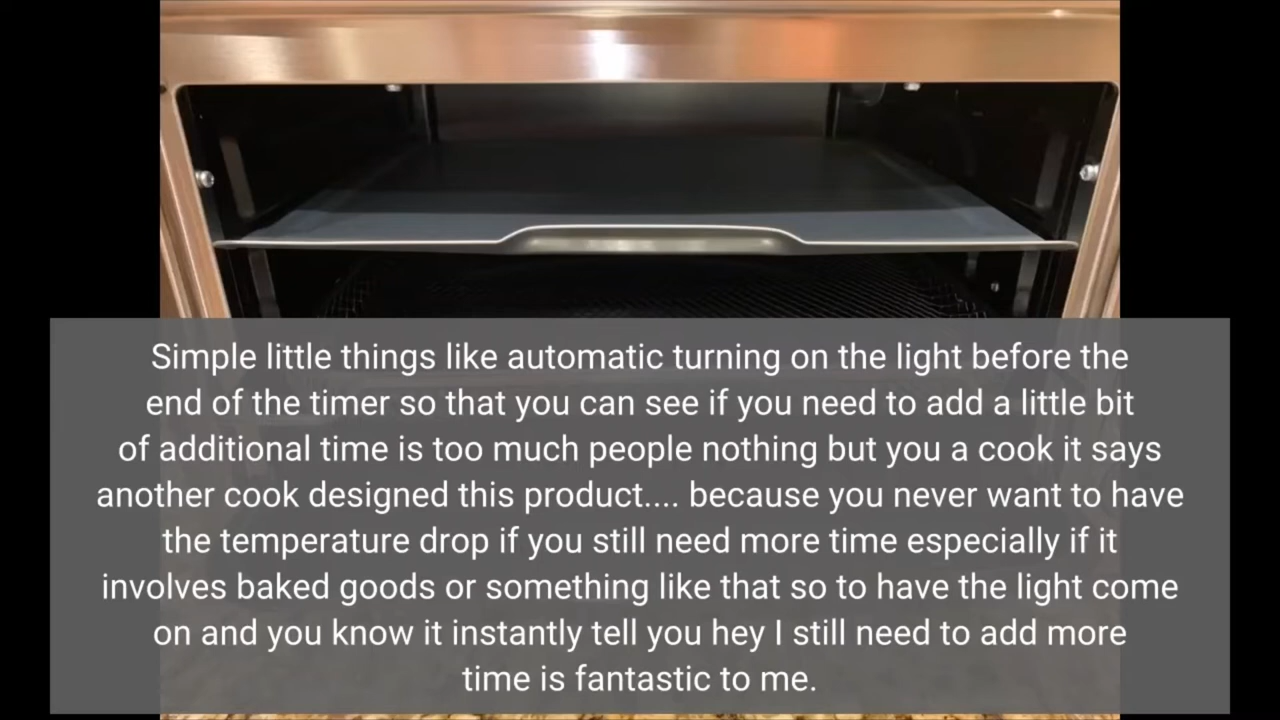 Simple little things like automatic turning on the light before the
end of the timer so that you can see if you need to add a little bit
of additional time is too much people nothing but you a cook it says
another cook designed this product.... because you never want to have
the temperature drop if you still need more time especially if it
involves baked goods or something like that so to have the light come
on and you know it instantly tell you hey I still need to add more
time is fantastic to me.